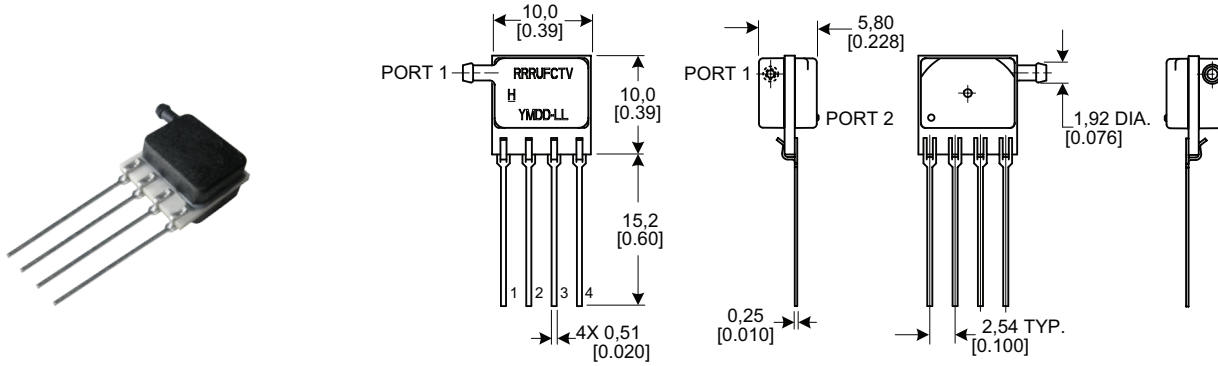 10,0
[0.39]
PORT 1
RRRUFCTV
H
YMDD-LL
10,0
[0.39]
15,2
[0.60]
1 2 3 4
4X 0,51
[0.020]
5,80
[0.228]
PORT 1
PORT 2
0,25
[0.010]
1,92 DIA.
[0.076]
2,54 TYP.
[0.100]